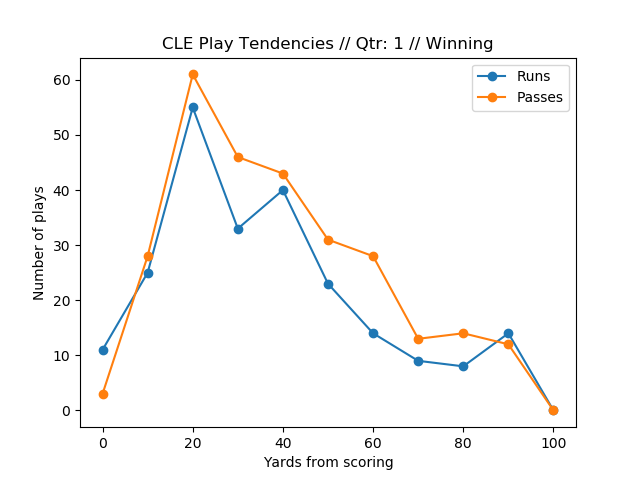 CLE Play Tendencies // Qtr: 1 // Winning
Runs
Passes
60
50
40
30
20
10
0
Number of plays
0 20 40 60 80 100
Yards from scoring